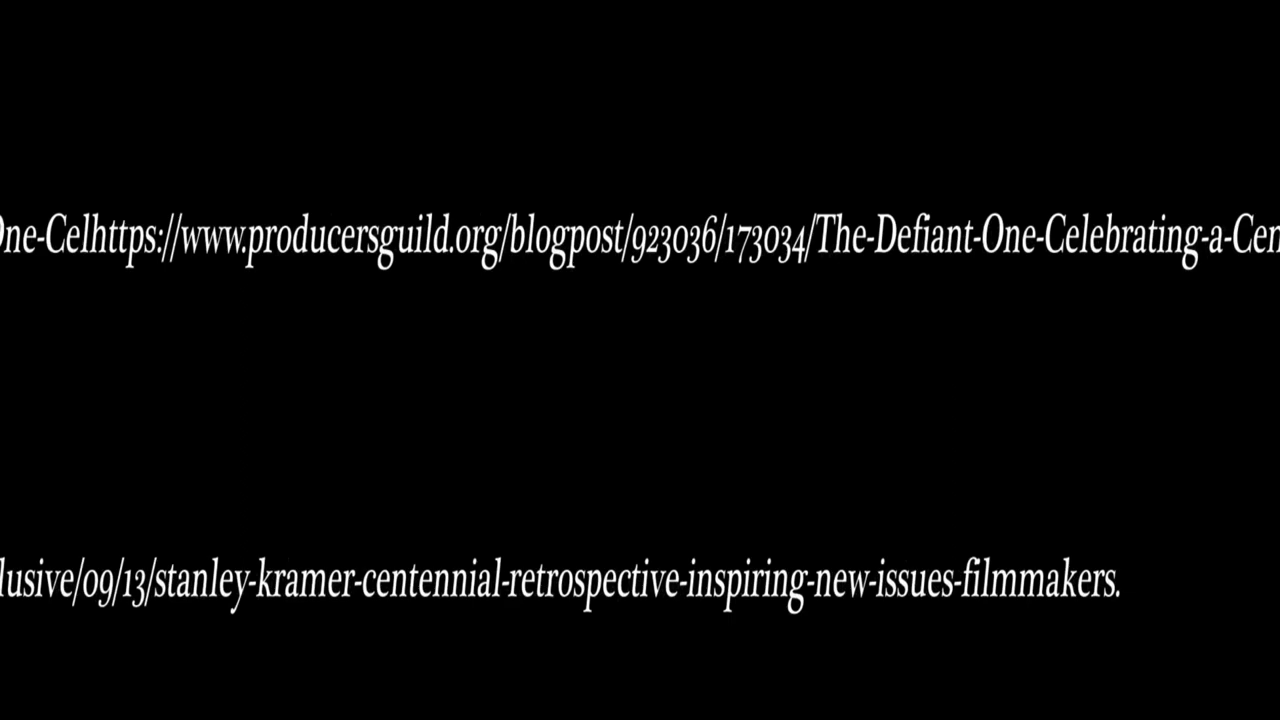 One-Celhttps://www.producersguild.org/blogpost/923036/173034/The-Defiant-One-Celebrating-a-Cen
lusive/09/13/stanley-kramer-centennial-retrospective-inspiring-new-issues-filmmakers.